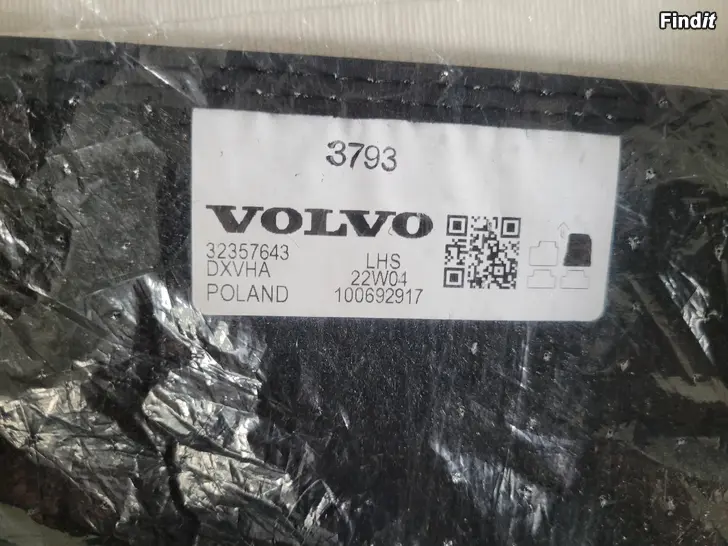 Findit
3793
VOLVO
32357643
DXVHA
POLAND
LHS
22W04
100692917